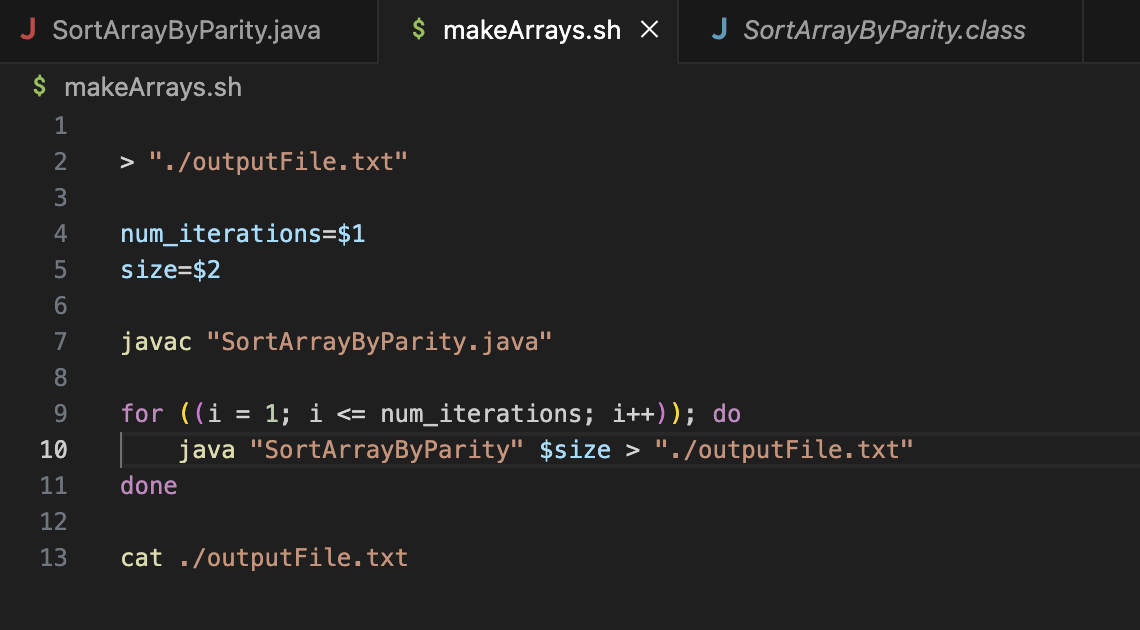 SortArrayByParity.java $ makeArrays.sh × SortArrayByParity.class
$ makeArrays.sh
1
2 > "./outputFile.txt"
3
4 num_iterations=$1
5 size=$2
6
7 javac "SortArrayByParity.java"
8
9 for ((i = 1; i <= num_iterations; i++)); do
10 java "SortArrayByParity" $size > "./outputFile.txt"
11 done
12
13 cat ./outputFile.txt